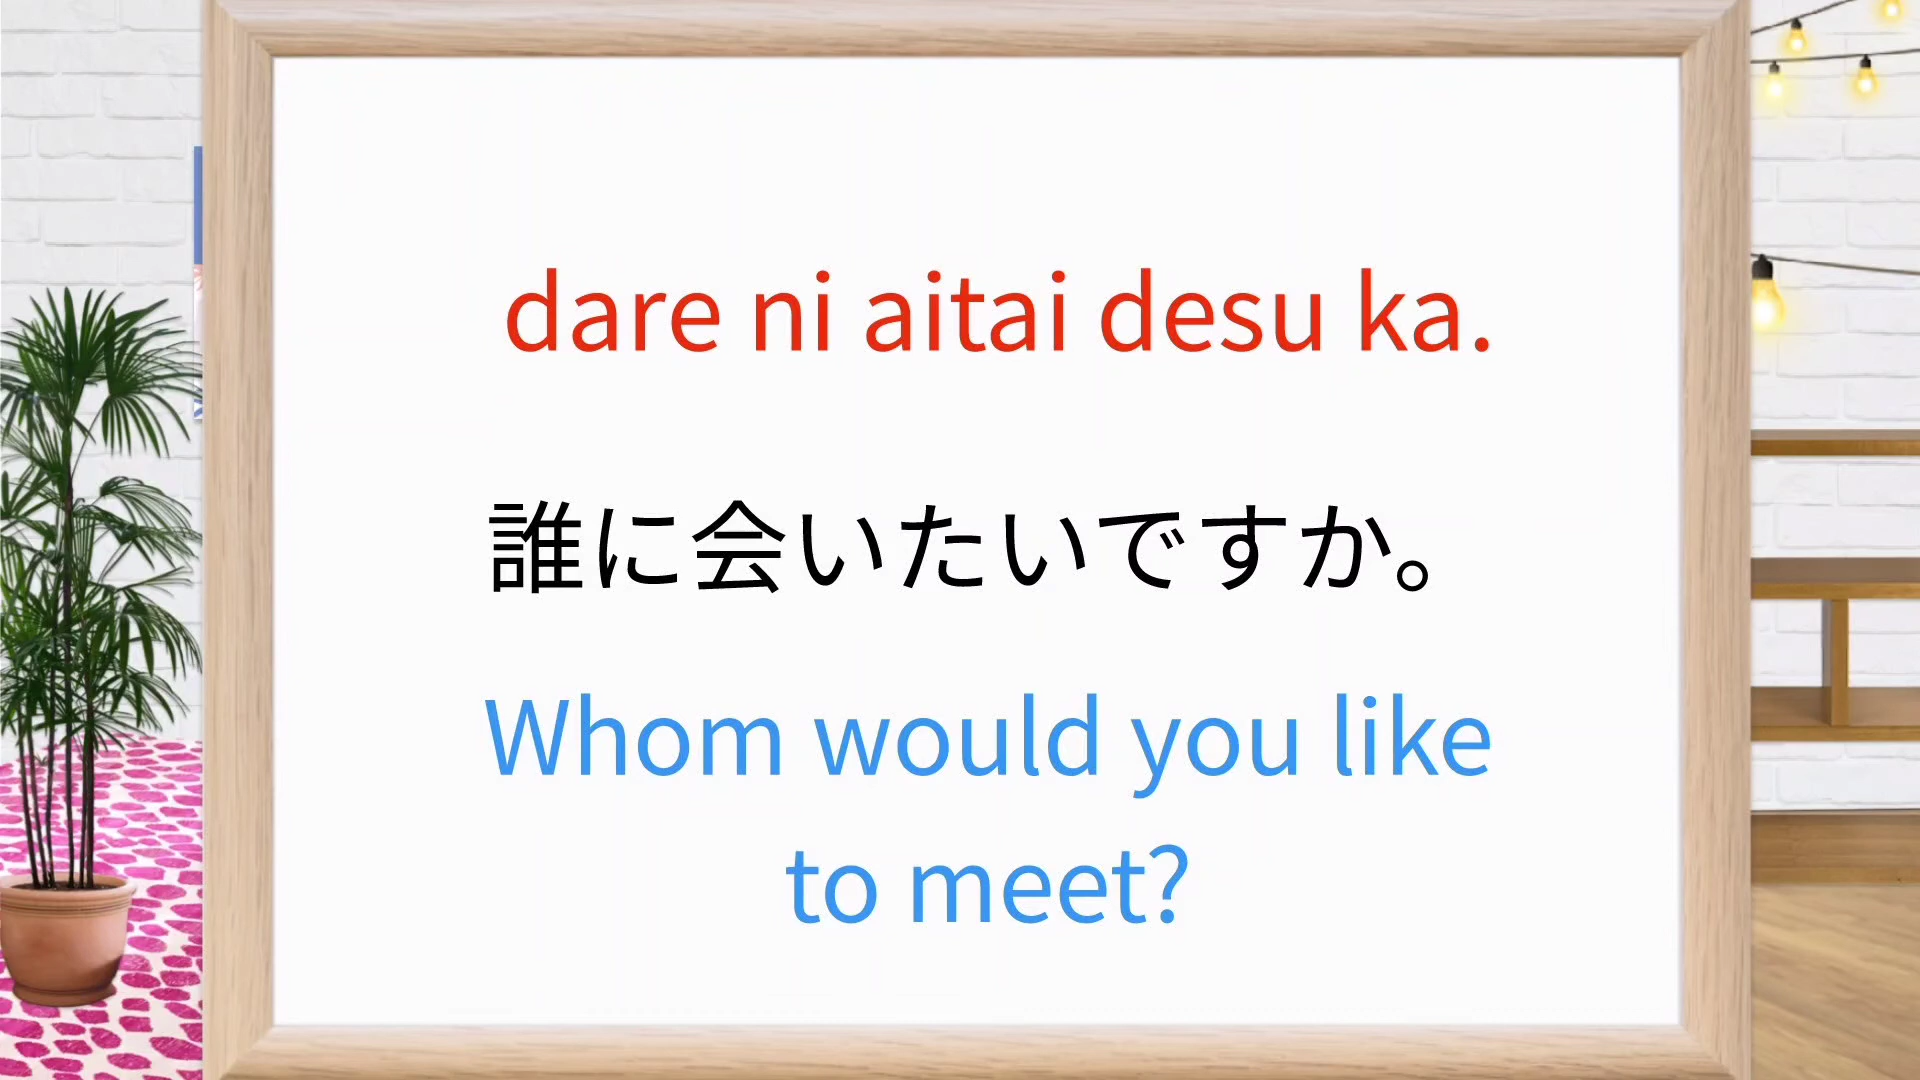 dare ni aitai desu ka.
誰に会いたいですか。
Whom would you like
to meet?